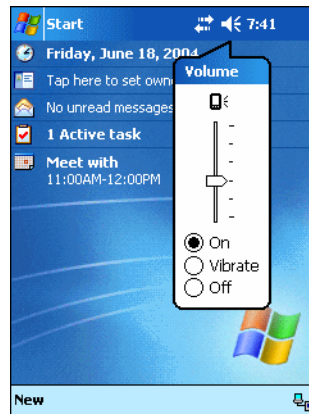 Start 7:41
Friday, June 18, 2004
Volume
Tap here to set own
No unread messages
1 Active task
Meet with
11:00AM-12:00PM
On
Vibrate
Off
New